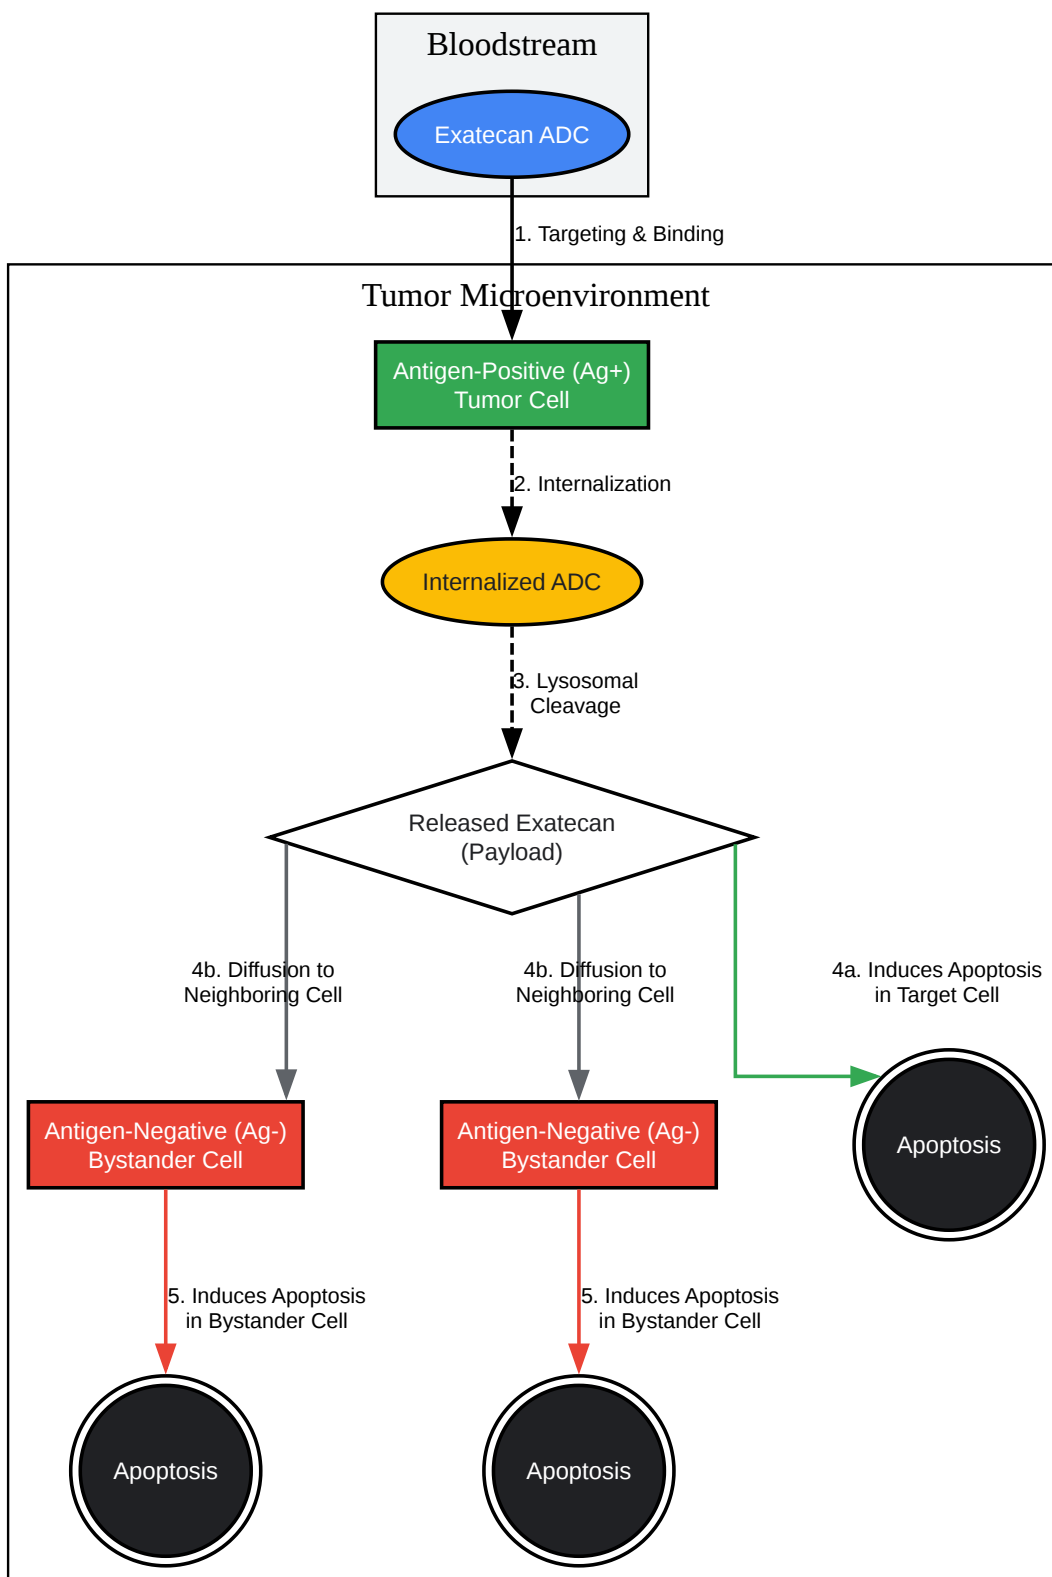 Bloodstream
Exatecan ADC
1. Targeting & Binding
Tumor Microenvironment
Antigen-Positive (Ag+)
Tumor Cell
2. Internalization
Internalized ADC
3. Lysosomal
Cleavage
Released Exatecan
(Payload)
4b. Diffusion to
Neighboring Cell
4b. Diffusion to
Neighboring Cell
4a. Induces Apoptosis
in Target Cell
Antigen-Negative (Ag-)
Bystander Cell
Antigen-Negative (Ag-)
Bystander Cell
Apoptosis
5. Induces Apoptosis
in Bystander Cell
5. Induces Apoptosis
in Bystander Cell
Apoptosis
Apoptosis